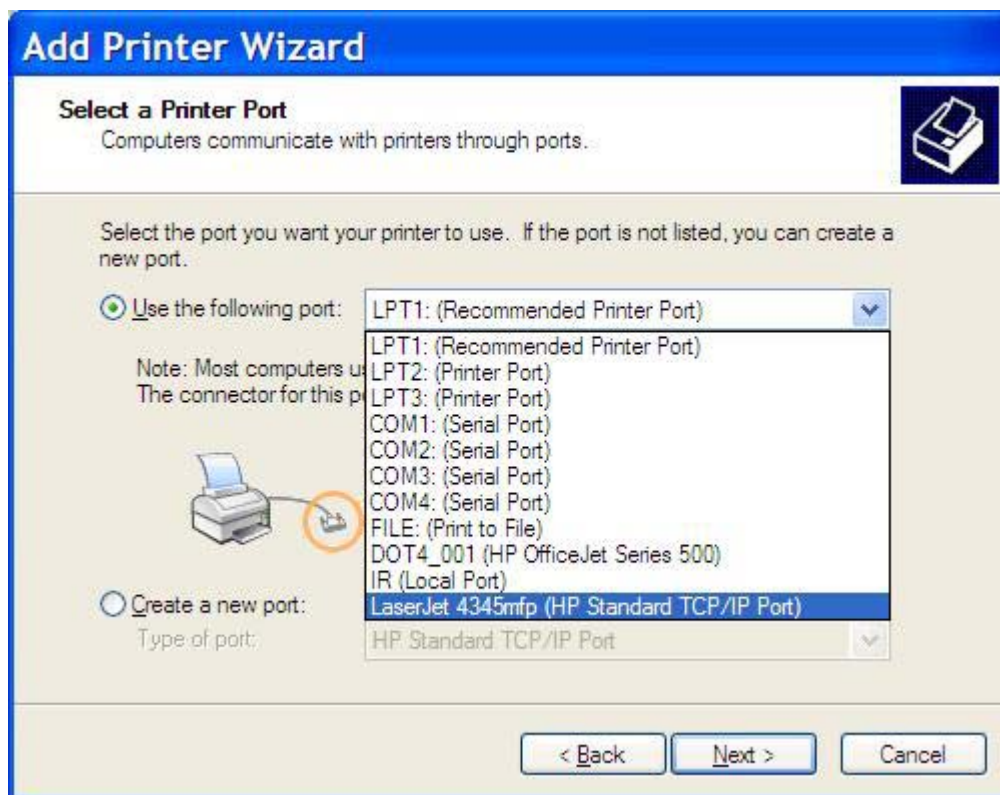 Add Printer Wizard
Select a Printer Port
Computers communicate with printers through ports.
Select the port you want your printer to use. If the port is not listed, you can create a
new port.
Use the following port:
LPT1: (Recommended Printer Port)
LPT1: (Recommended Printer Port)
LPT2: (Printer Port)
LPT3: (Printer Port)
COM1: (Serial Port)
COM2: (Serial Port)
COM3: (Serial Port)
COM4: (Serial Port)
FILE: (Print to File)
DOT4_001 (HP OfficeJet Series 500)
IR (Local Port)
LaserJet 4345mfp (HP Standard TCP/IP Port)
Note: Most computers
The connector for this
Create a new port:
Type of port:
HP Standard TCP/IP Port
< Back
Next >
Cancel